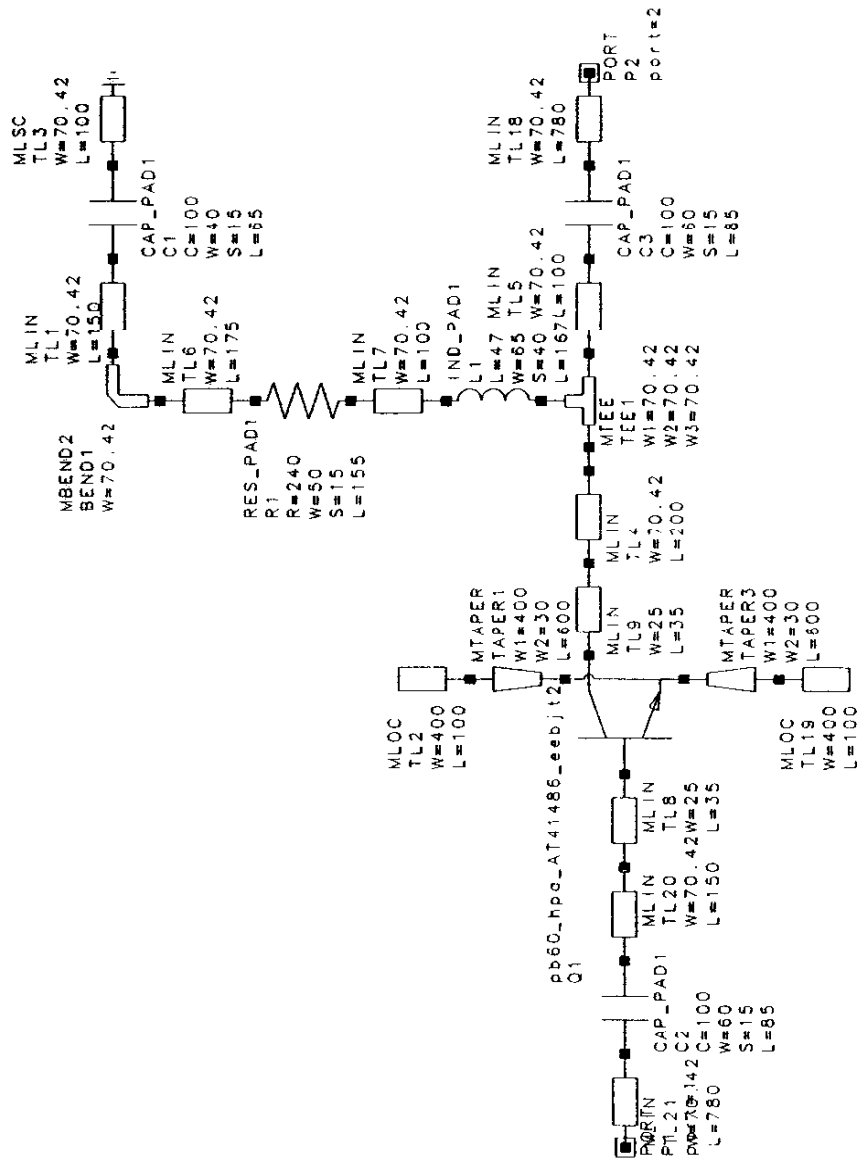 MLSC
TL3
W=70.42
L=100
CAP_PAD1
C1
C=100
W=40
S=15
L=65
MLIN
TL1
W=70.42
L=150
MBEND2
BEND1
W=70.42
MLIN
TL6
W=70.42
L=175
RES_PAD1
R1
R=240
W=50
S=15
L=155
MLIN
TL7
W=70.42
L=100
IND_PAD1
L1
L=47
W=65
S=40
L=167
MLIN
TL5
W=70.42
L=100
MTEE
TEE1
W1=70.42
W2=70.42
W3=70.42
CAP_PAD1
C3
C=100
W=60
S=15
L=85
MLIN
TL18
W=70.42
L=780
PORT
P2
port=2
MLIN
TL4
W=70.42
L=200
MLIN
TL9
W=25
L=35
MTAPER
TAPER1
W1=400
W2=30
L=600
MLOC
TL2
W=400
L=100
MTAPER
TAPER3
W1=400
W2=30
L=600
MLOC
TL19
W=400
L=100
pb60_hpa_AT41486_eebjt2
Q1
MLIN
TL8
W=25
L=35
MLIN
TL20
W=70.42
L=150
CAP_PAD1
C2
C=100
W=60
S=15
L=85
TL21
L=780